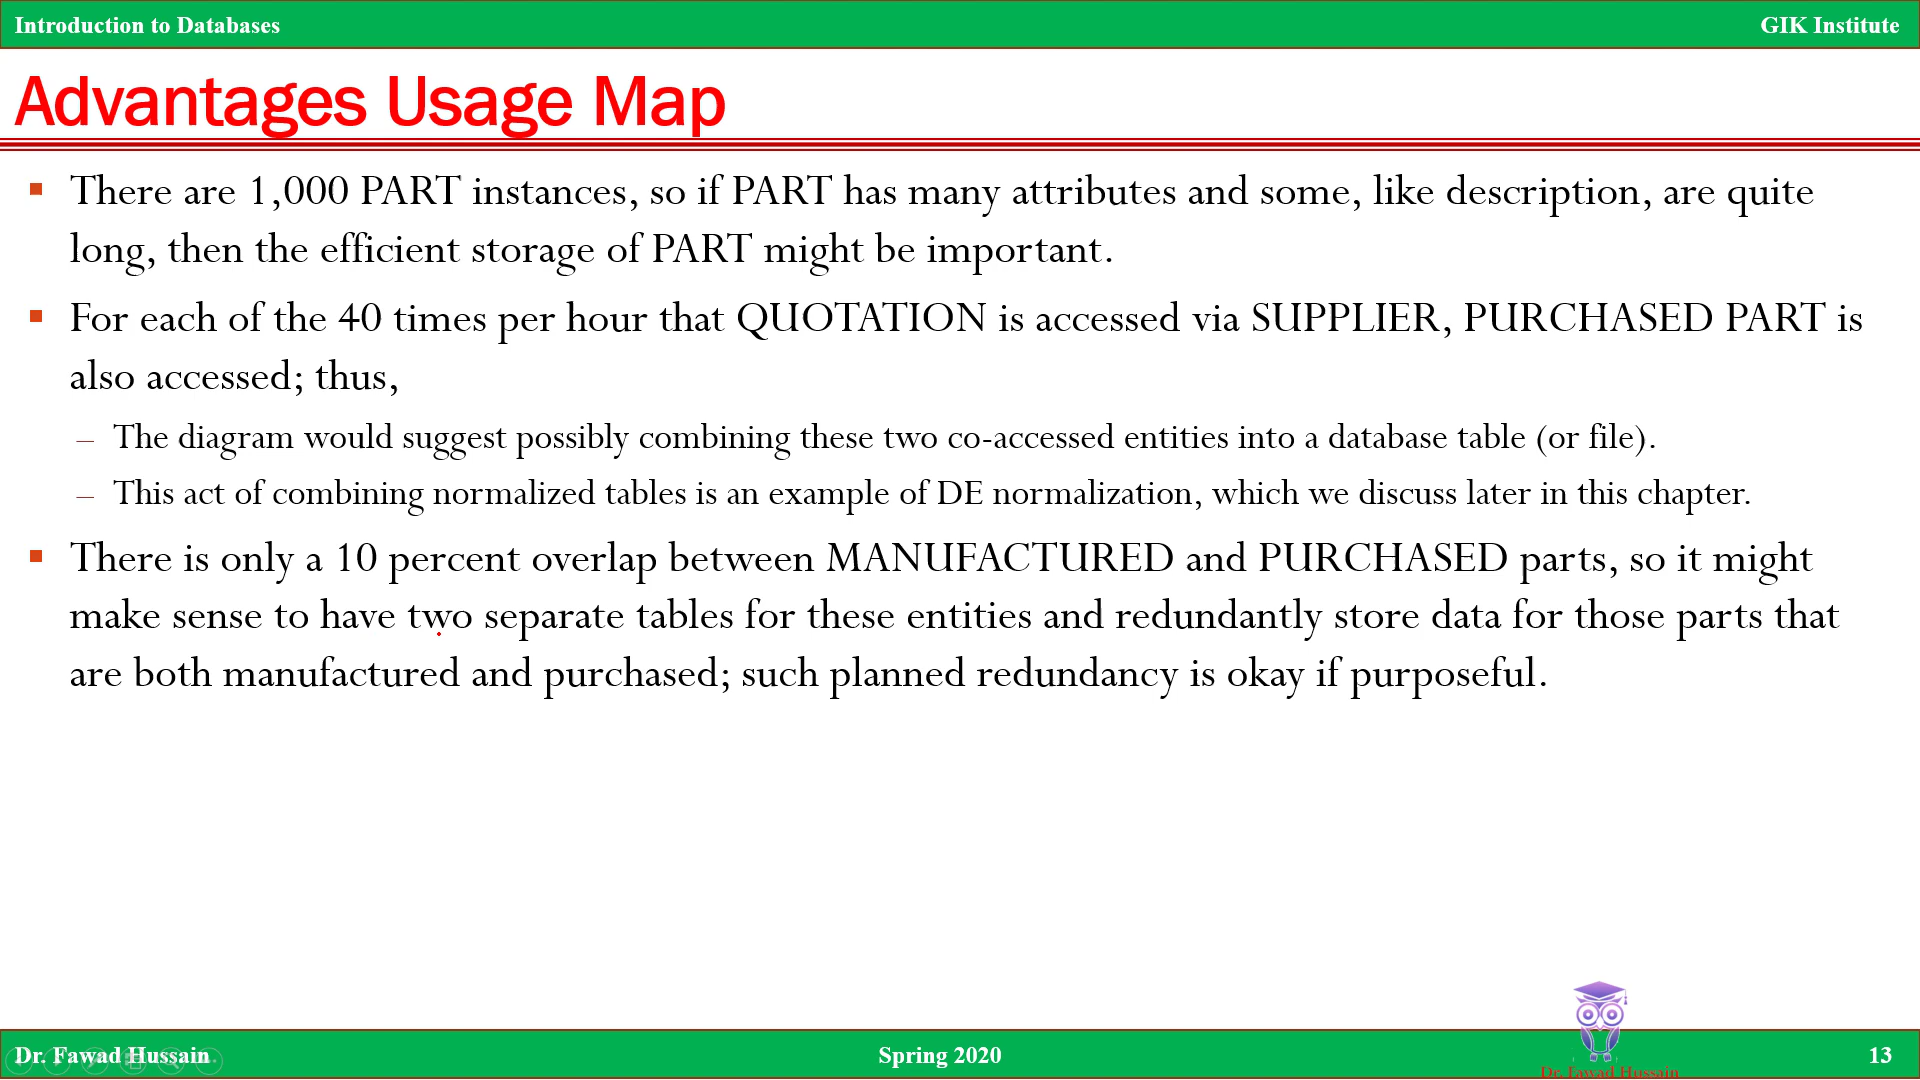 Introduction to Databases
GIK Institute
Advantages Usage Map
There are 1,000 PART instances, so if PART has many attributes and some, like description, are quite
long, then the efficient storage of PART might be important.
For each of the 40 times per hour that QUOTATION is accessed via SUPPLIER, PURCHASED PART is
also accessed; thus,
– The diagram would suggest possibly combining these two co-accessed entities into a database table (or file).
– This act of combining normalized tables is an example of DE normalization, which we discuss later in this chapter.
There is only a 10 percent overlap between MANUFACTURED and PURCHASED parts, so it might
make sense to have two separate tables for these entities and redundantly store data for those parts that
are both manufactured and purchased; such planned redundancy is okay if purposeful.
Dr. Fawad Hussain
Spring 2020
Dr. Fawad Hussain
13